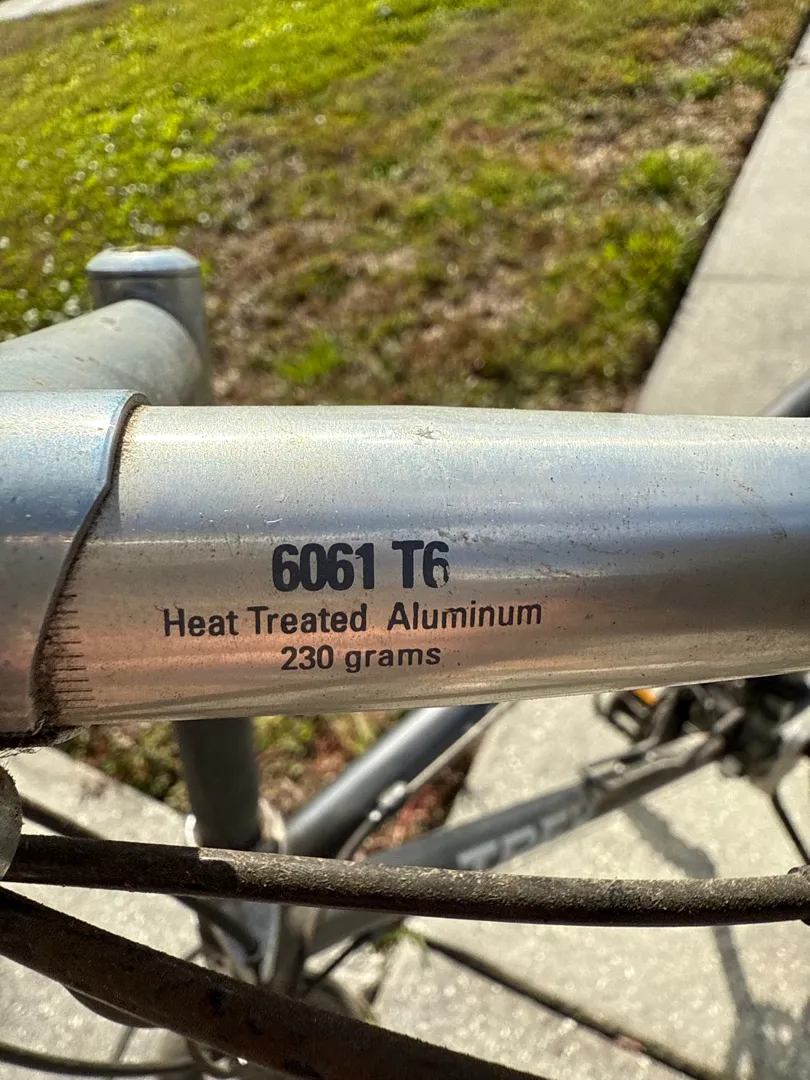 6061 T6
Heat Treated Aluminum
230 grams